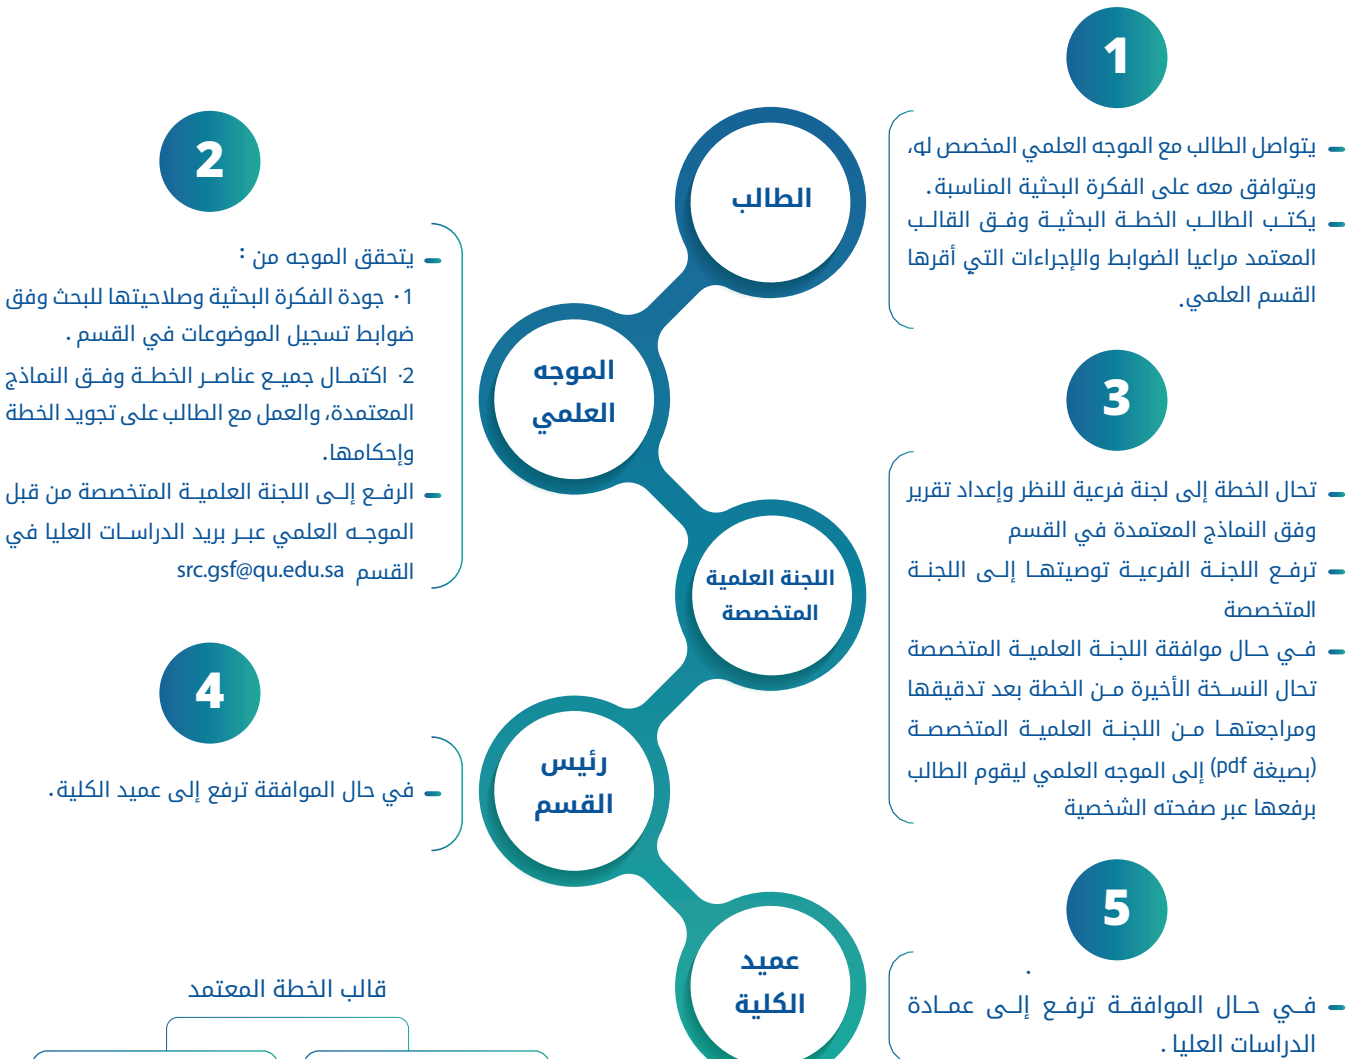 1
يتواصل الطالب مع الموجه العلمي المخصص له،
ويتوافق معه على الفكرة البحثية المناسبة.
يكتب الطالب الخطة البحثية وفق القالب
المعتمد مراعيا الضوابط والإجراءات التي أقرها
القسم العلمي.
الطالب
2
يتحقق الموجه من :
1. جودة الفكرة البحثية وصلاحيتها للبحث وفق
ضوابط تسجيل الموضوعات في القسم .
2. اكتمال جميع عناصر الخطة وفق النماذج
المعتمدة، والعمل مع الطالب على تجويد الخطة
وإحكامها.
الرفع إلى اللجنة العلمية المتخصصة من قبل
الموجه العلمي عبر بريد الدراسات العليا في
القسم src.gsf@qu.edu.sa
الموجه
العلمي
3
تحال الخطة إلى لجنة فرعية للنظر وإعداد تقرير
وفق النماذج المعتمدة في القسم
ترفع اللجنة الفرعية توصيتها إلى اللجنة
المتخصصة
في حال موافقة اللجنة العلمية المتخصصة
تحال النسخة الأخيرة من الخطة بعد تدقيقها
ومراجعتها من اللجنة العلمية المتخصصة
(بصيغة pdf) إلى الموجه العلمي ليقوم الطالب
برفعها عبر صفحته الشخصية
اللجنة العلمية
المتخصصة
4
في حال الموافقة ترفع إلى عميد الكلية.
رئيس
القسم
5
في حال الموافقة ترفع إلى عمادة
الدراسات العليا .
عميد
الكلية
قالب الخطة المعتمد